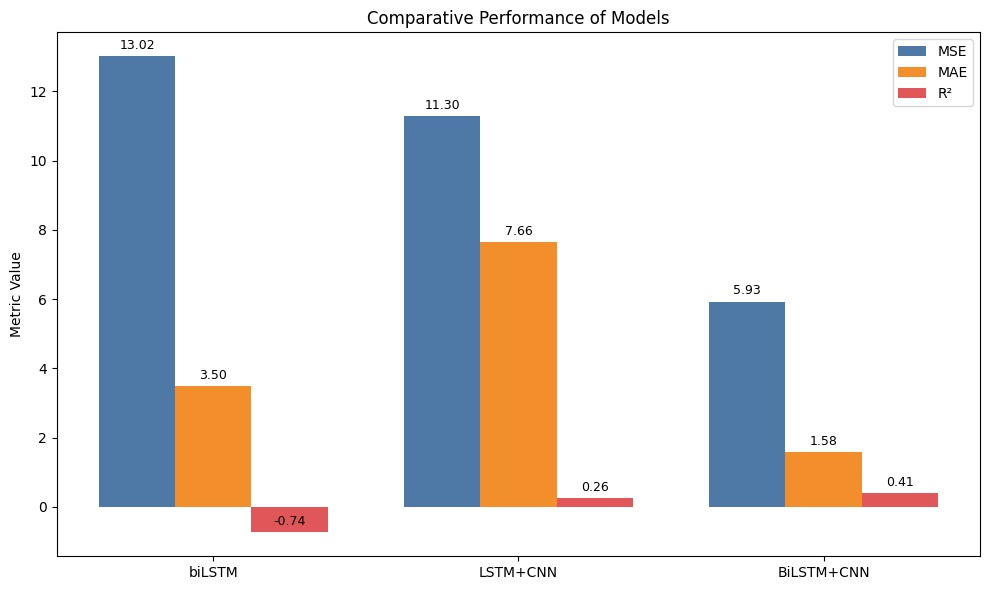 Comparative Performance of Models
MSE
MAE
R²
13.02
3.50
-0.74
11.30
7.66
0.26
5.93
1.58
0.41
Metric Value
12
10
8
6
4
2
0
biLSTM
LSTM+CNN
BiLSTM+CNN